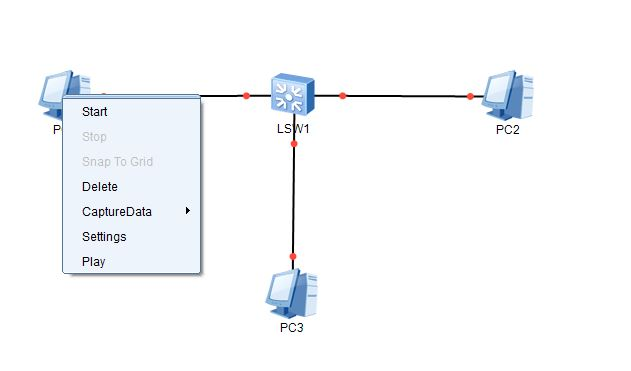 LSW1
PC2
Start
Stop
Snap To Grid
Delete
CaptureData
Settings
Play
PC3